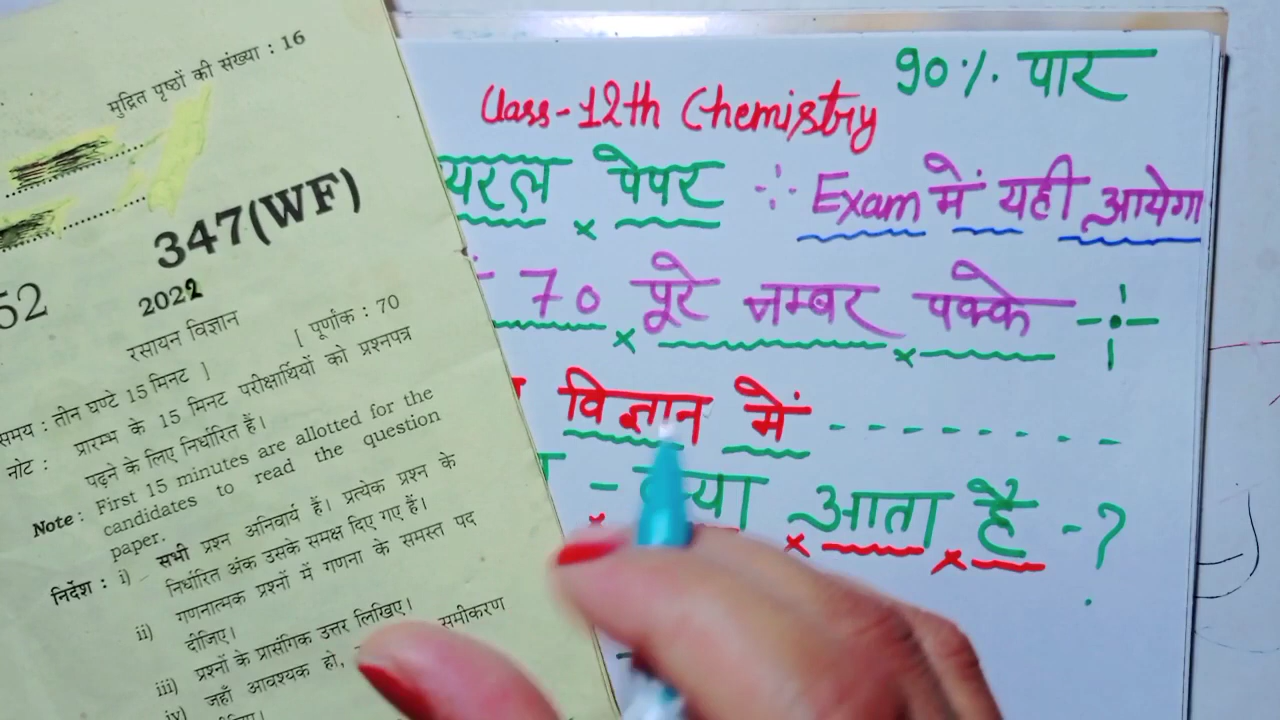 मुद्रित पृष्ठों की संख्या : 16
347(WF)
52
2022
रसायन विज्ञान
समय : तीन घण्टे 15 मिनट ] [ पूर्णांक : 70
नोट : प्रारम्भ के 15 मिनट परीक्षार्थियों को प्रश्नपत्र
पढ़ने के लिए निर्धारित हैं।
Note : First 15 minutes are allotted for the
candidates to read the question
paper.
निर्देश : i) सभी प्रश्न अनिवार्य हैं। प्रत्येक प्रश्न के
निर्धारित अंक उसके समक्ष दिए गए हैं।
ii) गणनात्मक प्रश्नों में गणना के समस्त पद
दीजिए।
iii) प्रश्नों के प्रासंगिक उत्तर लिखिए।
iv) जहाँ आवश्यक हो, समीकरण
90% पार
Class-12th Chemistry
यरल पेपर Exam में यही आयेगा
70 पूरे नम्बर पक्के
विज्ञान में - - - - - - - - -
- क्या आता है - ?